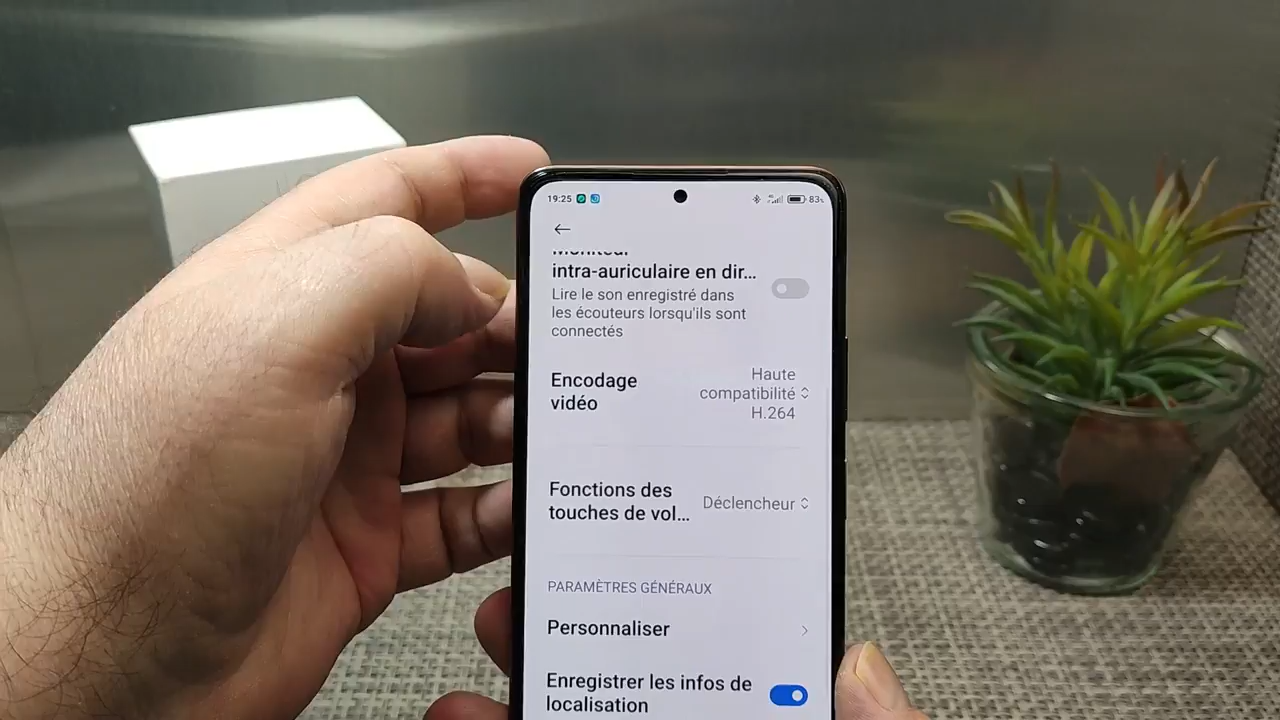 19:25
83%
Moniteur
intra-auriculaire en dir...
Lire le son enregistré dans
les écouteurs lorsqu'ils sont
connectés
Encodage
vidéo
Haute
compatibilité
H.264
Fonctions des
touches de vol...
Déclencheur
PARAMÈTRES GÉNÉRAUX
Personnaliser
Enregistrer les infos de
localisation